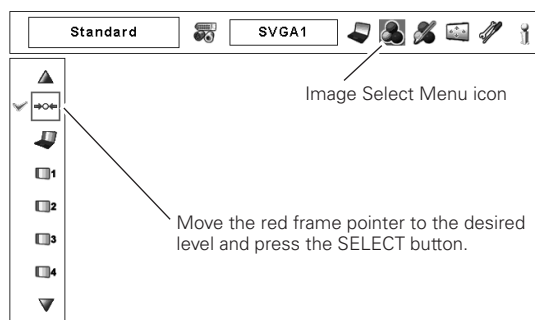 Standard SVGA1
Image Select Menu icon
1
Move the red frame pointer to the desired
2
level and press the SELECT button.
3
4